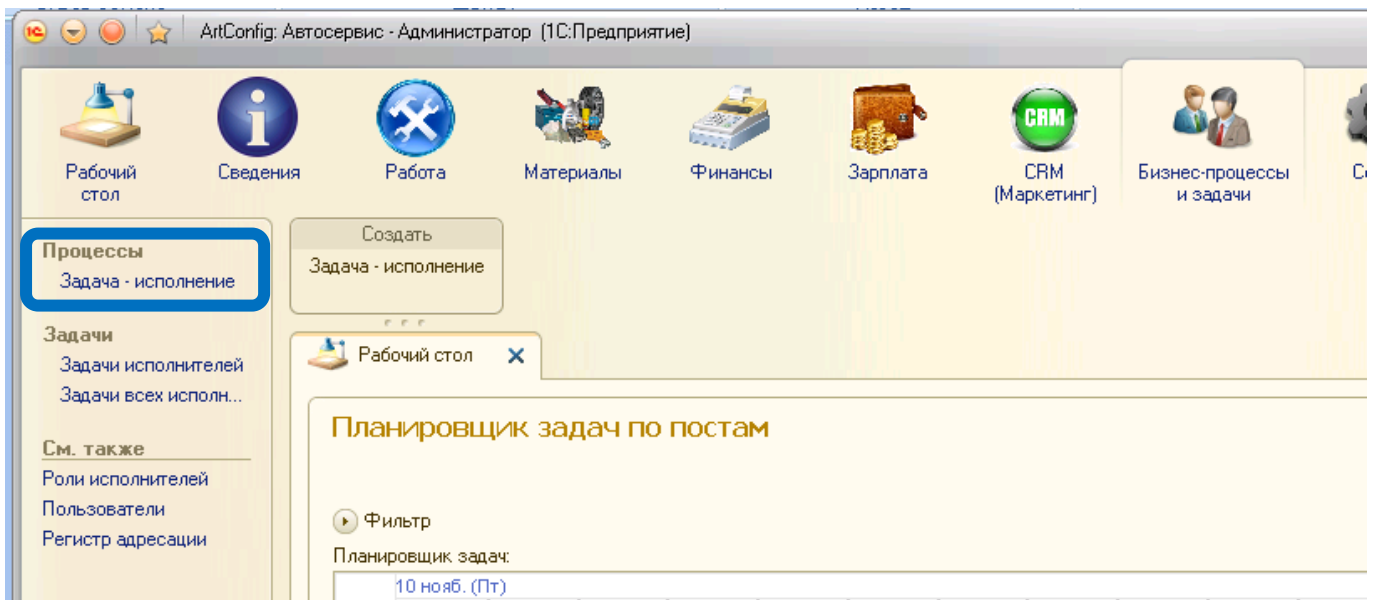 ArtConfig: Автосервис - Администратор (1С:Предприятие)
Рабочий
стол
Сведения
Работа
Материалы
Финансы
Зарплата
CRM
CRM
(Маркетинг)
Бизнес-процессы
и задачи
Процессы
Задача - исполнение
Задачи
Задачи исполнителей
Задачи всех исполн...
См. также
Роли исполнителей
Пользователи
Регистр адресации
Создать
Задача - исполнение
Рабочий стол
Планировщик задач по постам
Фильтр
Планировщик задач:
10 нояб. (Пт)